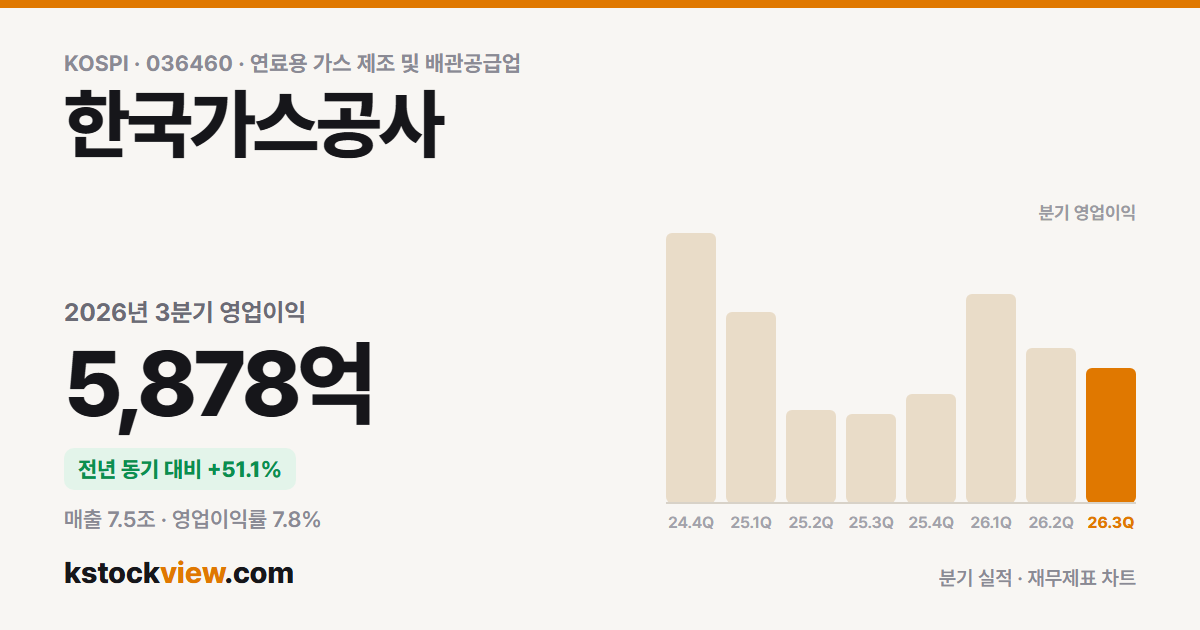 KOSPI · 036460 · 연료용 가스 제조 및 배관공급업
한국가스공사
분기 영업이익
2026년 3분기 영업이익
5,878억
전년 동기 대비 +51.1%
매출 7.5조 · 영업이익률 7.8%
24.4Q 25.1Q 25.2Q 25.3Q 25.4Q 26.1Q 26.2Q 26.3Q
kstockview.com
분기 실적 · 재무제표 차트